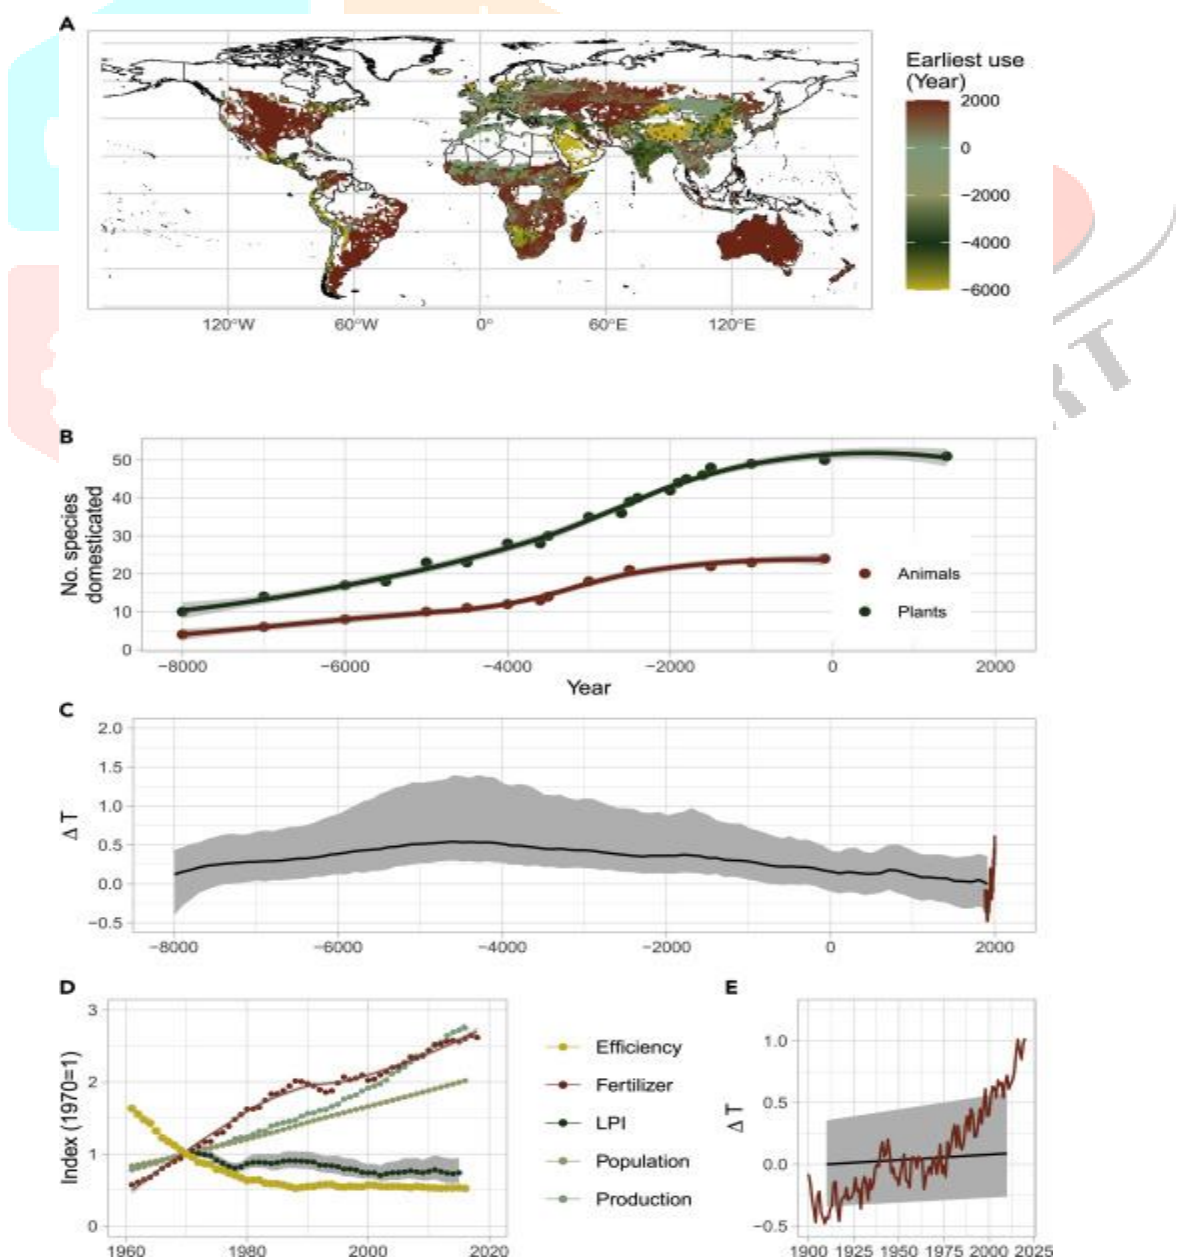 A
Earliest use
(Year)
2000
0
−2000
−4000
−6000
120°W
60°W
0°
60°E
120°E
RT
B
No. species
domesticated
50
40
30
20
10
0
Animals
Plants
−8000
−6000
−4000
−2000
0
2000
Year
C
Δ T
2.0
1.5
1.0
0.5
0.0
−0.5
−8000
−6000
−4000
−2000
0
2000
D
Index (1970=1)
3
2
1
0
1960
1980
2000
2020
Efficiency
Fertilizer
LPI
Population
Production
E
Δ T
1.0
0.5
0.0
−0.5
1900 1925 1950 1975 2000 2025